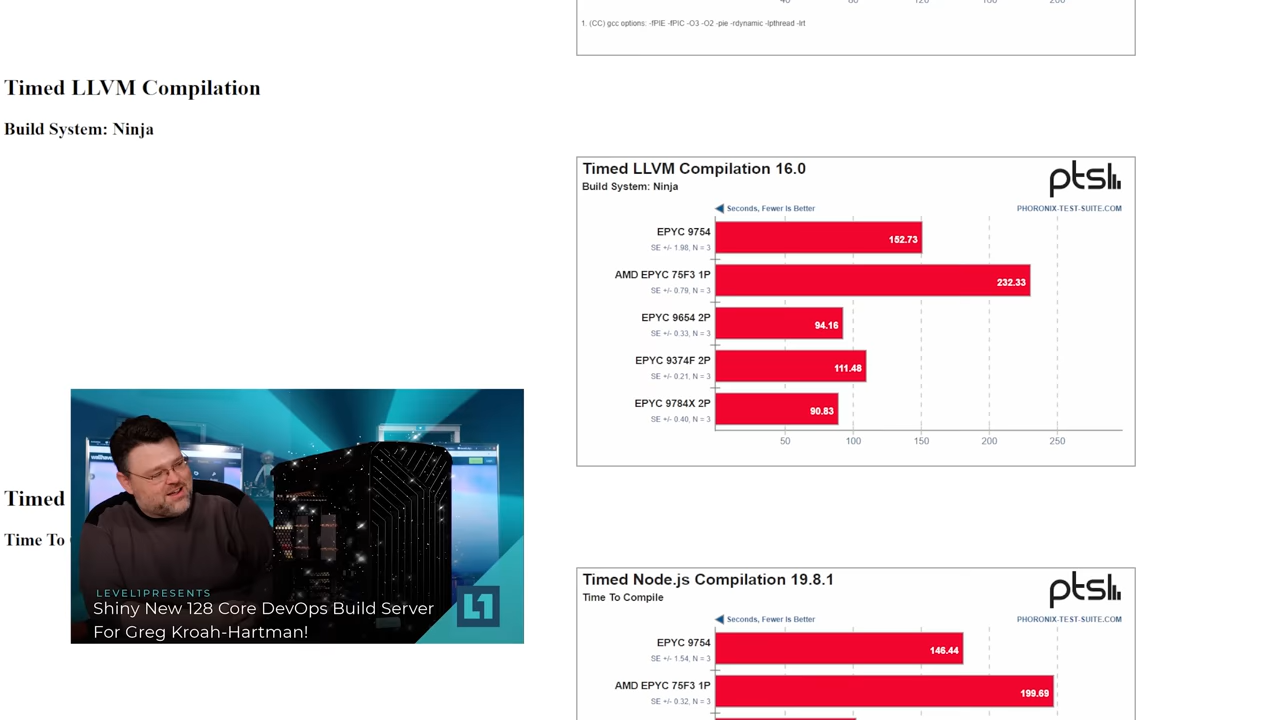 40 80 120 160 200
1. (CC) gcc options: -fPIE -fPIC -O3 -O2 -pie -rdynamic -lpthread -lrt
Timed LLVM Compilation
Build System: Ninja
Timed LLVM Compilation 16.0
Build System: Ninja
pts
Seconds, Fewer Is Better
PHORONIX-TEST-SUITE.COM
EPYC 9754
SE +/- 1.98, N = 3
152.73
AMD EPYC 75F3 1P
SE +/- 0.79, N = 3
232.33
EPYC 9654 2P
SE +/- 0.33, N = 3
94.16
EPYC 9374F 2P
SE +/- 0.21, N = 3
111.48
EPYC 9784X 2P
SE +/- 0.40, N = 3
90.83
50 100 150 200 250
Timed
Time To
LEVEL1PRESENTS
Shiny New 128 Core DevOps Build Server
For Greg Kroah-Hartman!
L1
Timed Node.js Compilation 19.8.1
Time To Compile
pts
Seconds, Fewer Is Better
PHORONIX-TEST-SUITE.COM
EPYC 9754
SE +/- 1.54, N = 3
146.44
AMD EPYC 75F3 1P
SE +/- 0.32, N = 3
199.69